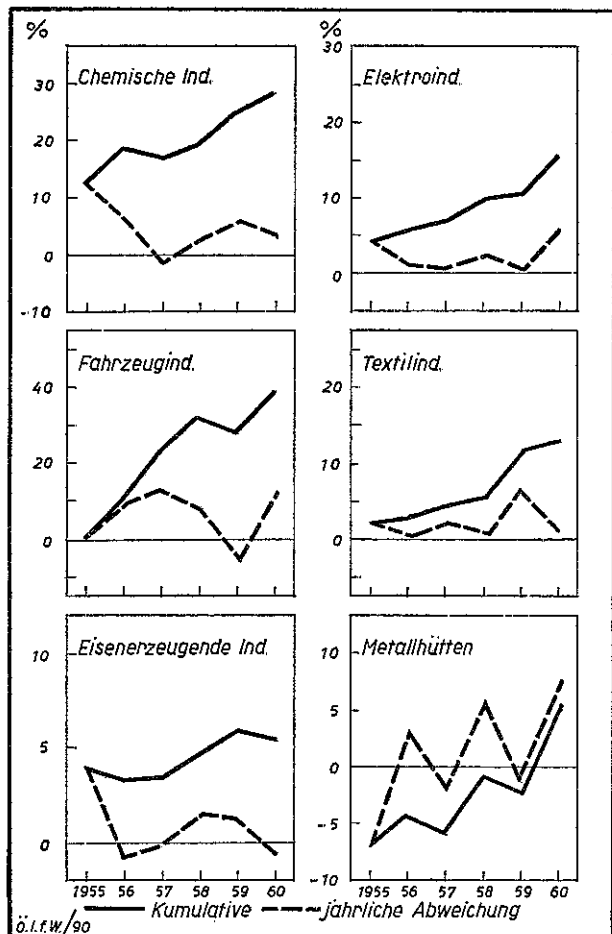 %
Chemische Ind.
30
20
10
0
-10
%
30
Elektroind.
20
10
0
Fahrzeugind.
40
20
0
Textilind.
20
10
0
Eisenerzeugende Ind.
10
5
0
1955 56 57 58 59 60
Metallhütten
10
5
0
-5
-10
1955 56 57 58 59 60
Kumulative jährliche Abweichung
Ö.I.f.W./90